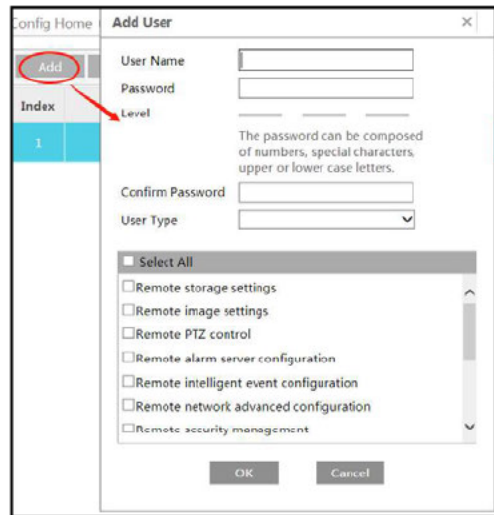 Config Home
Add User
Add
User Name
Password
Index
Level
1
The password can be composed
of numbers, special characters,
upper or lower case letters.
Confirm Password
User Type
Select All
Remote storage settings
Remote image settings
Remote PTZ control
Remote alarm server configuration
Remote intelligent event configuration
Remote network advanced configuration
Remote security management
OK
Cancel